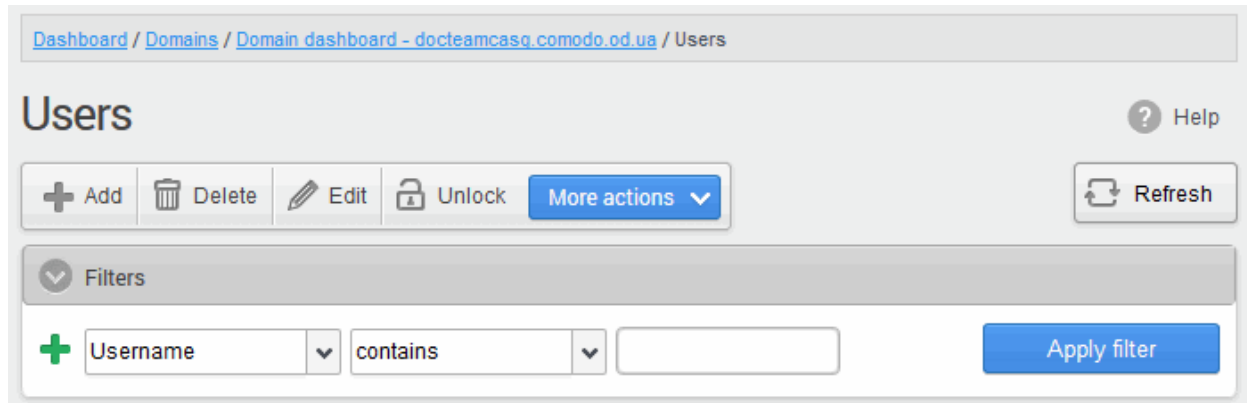 Dashboard / Domains / Domain dashboard - docteamcasg.comodo.od.ua / Users
Users
Help
Add Delete Edit Unlock More actions Refresh
Filters
Username contains Apply filter